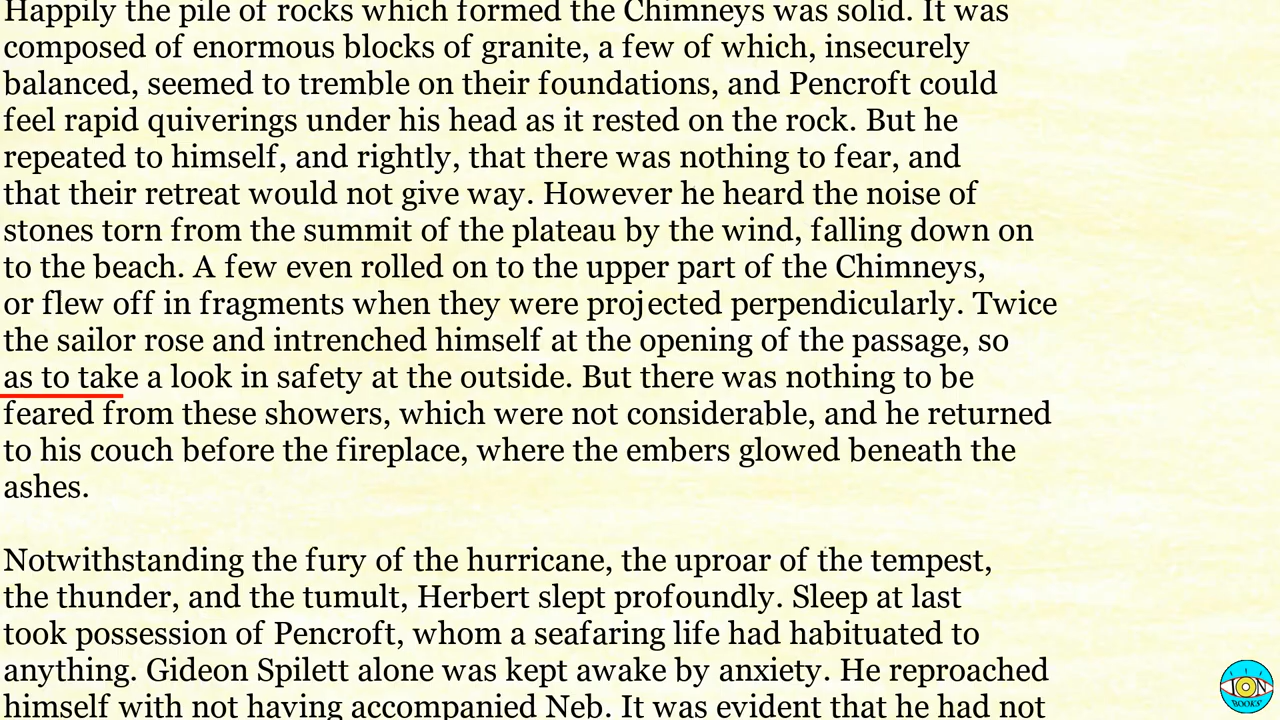 Happily the pile of rocks which formed the Chimneys was solid. It was
composed of enormous blocks of granite, a few of which, insecurely
balanced, seemed to tremble on their foundations, and Pencroft could
feel rapid quiverings under his head as it rested on the rock. But he
repeated to himself, and rightly, that there was nothing to fear, and
that their retreat would not give way. However he heard the noise of
stones torn from the summit of the plateau by the wind, falling down on
to the beach. A few even rolled on to the upper part of the Chimneys,
or flew off in fragments when they were projected perpendicularly. Twice
the sailor rose and intrenched himself at the opening of the passage, so
as to take a look in safety at the outside. But there was nothing to be
feared from these showers, which were not considerable, and he returned
to his couch before the fireplace, where the embers glowed beneath the
ashes.
Notwithstanding the fury of the hurricane, the uproar of the tempest,
the thunder, and the tumult, Herbert slept profoundly. Sleep at last
took possession of Pencroft, whom a seafaring life had habituated to
anything. Gideon Spilett alone was kept awake by anxiety. He reproached
himself with not having accompanied Neb. It was evident that he had not
ION
BOOKS